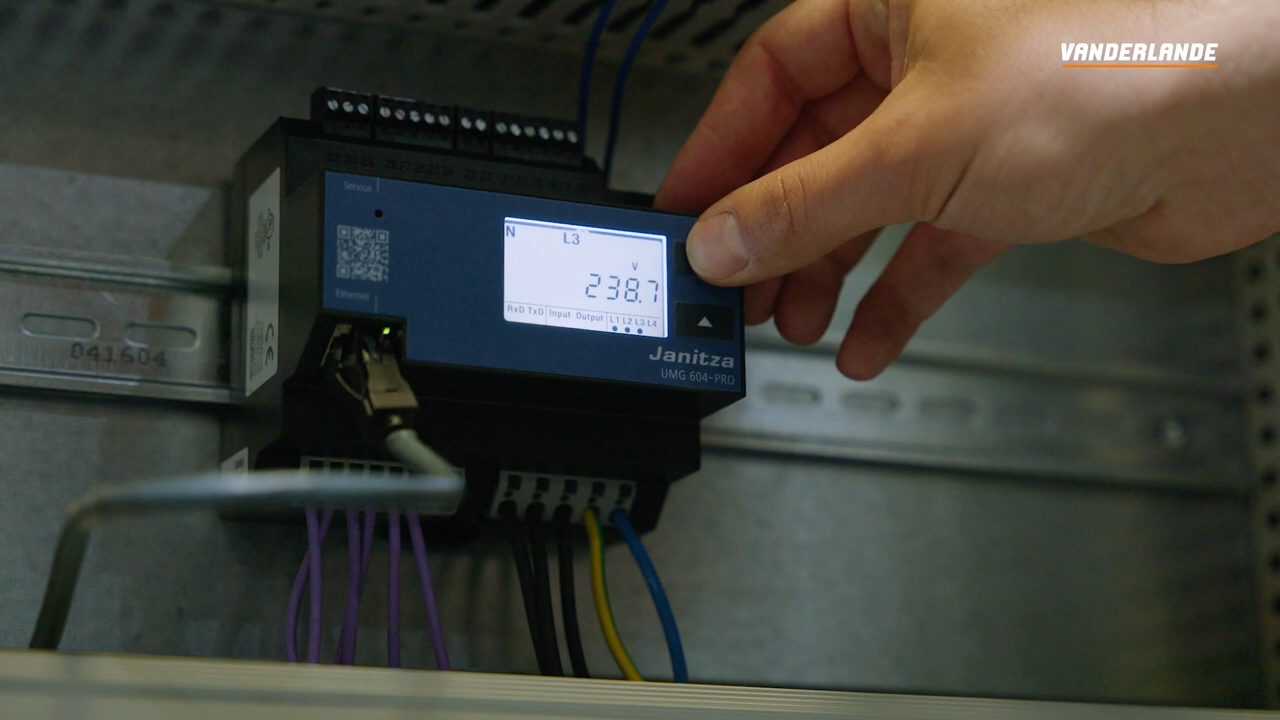 VANDERLANDE
Service
N L3
V
238.7
RxD TxD Input Output L1 L2 L3 L4
Ethernet
Janitza
UMG 604-PRO
CE
041604